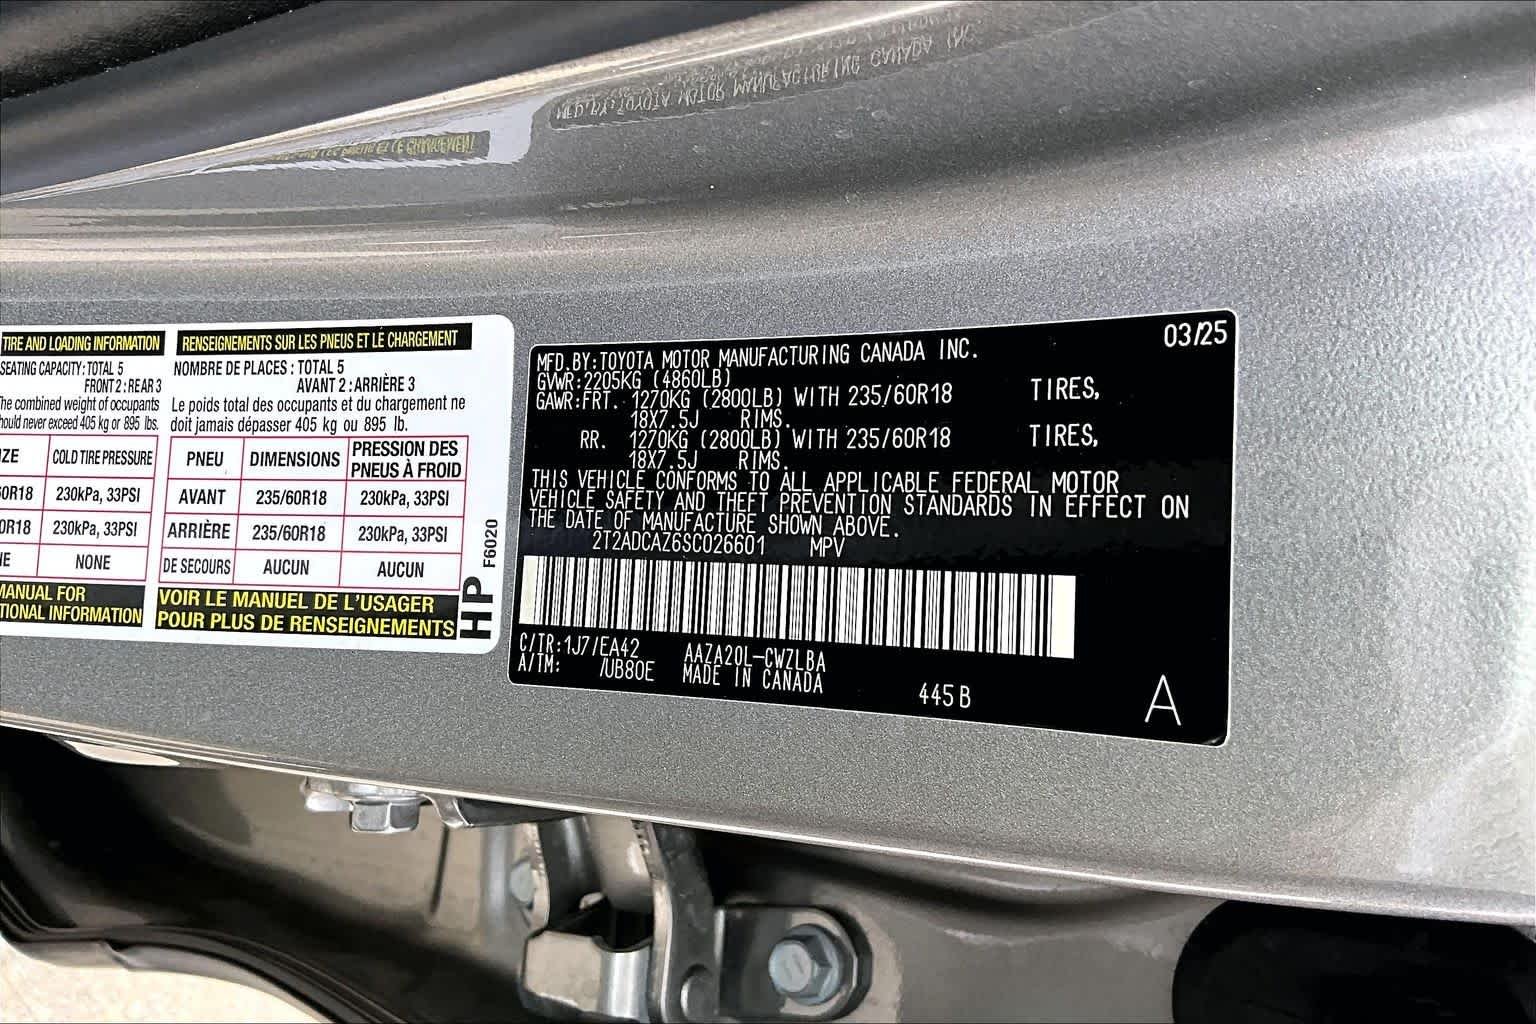 TIRE AND LOADING INFORMATION
SEATING CAPACITY: TOTAL 5
FRONT 2 : REAR 3
The combined weight of occupants
should never exceed 405 kg or 895 lbs.
COLD TIRE PRESSURE
230kPa, 33PSI
230kPa, 33PSI
NONE
MANUAL FOR
RENSEIGNEMENTS SUR LES PNEUS ET LE CHARGEMENT
NOMBRE DE PLACES : TOTAL 5
AVANT 2 : ARRIÈRE 3
Le poids total des occupants et du chargement ne
doit jamais dépasser 405 kg ou 895 lb.
PNEU DIMENSIONS PRESSION DES PNEUS À FROID
AVANT 235/60R18 230kPa, 33PSI
ARRIÈRE 235/60R18 230kPa, 33PSI
DE SECOURS AUCUN AUCUN
VOIR LE MANUEL DE L'USAGER
POUR PLUS DE RENSEIGNEMENTS
HP F6020
03/25
MFD.BY:TOYOTA MOTOR MANUFACTURING CANADA INC.
GVWR:2205KG (4860LB)
GAWR:FRT. 1270KG (2800LB) WITH 235/60R18 TIRES,
18X7.5J RIMS.
RR. 1270KG (2800LB) WITH 235/60R18 TIRES,
18X7.5J RIMS.
THIS VEHICLE CONFORMS TO ALL APPLICABLE FEDERAL MOTOR
VEHICLE SAFETY AND THEFT PREVENTION STANDARDS IN EFFECT ON
THE DATE OF MANUFACTURE SHOWN ABOVE.
2T2ADCAZ6SC026601 MPV
C/TR:1J7/EA42 AAZA20L-CWZLBA
A/TM: /UB80E MADE IN CANADA
445B
A